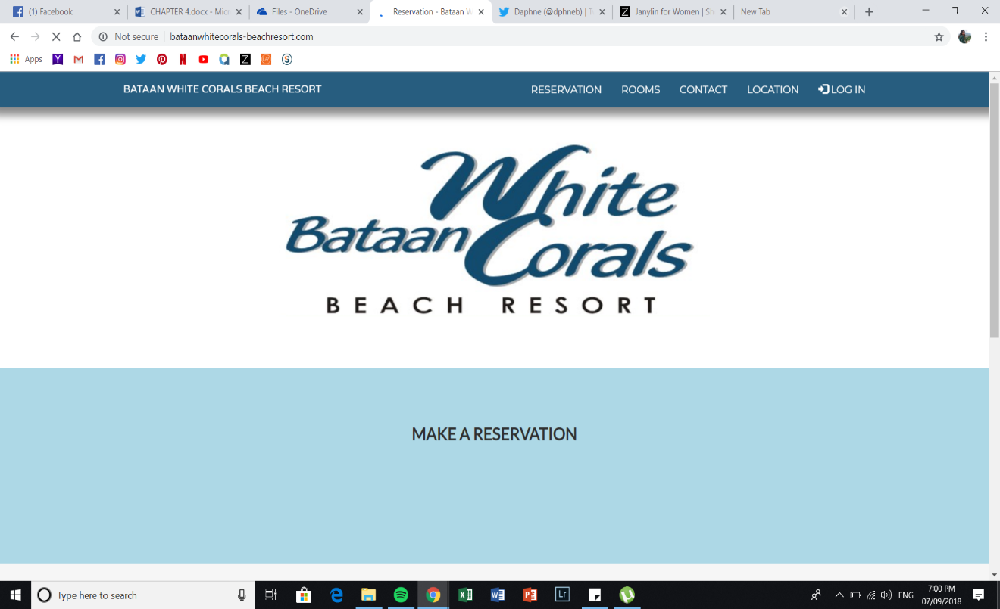 (1) Facebook
CHAPTER 4.docx - Micr
Files - OneDrive
Reservation - Bataan W
Daphne (@dphneb) | T
Janylin for Women | Sh
New Tab
Not secure
bataanwhitecorals-beachresort.com
Apps
BATAAN WHITE CORALS BEACH RESORT
RESERVATION
ROOMS
CONTACT
LOCATION
LOG IN
White
Bataan Corals
BEACH RESORT
MAKE A RESERVATION
Type here to search
ENG
7:00 PM
07/09/2018